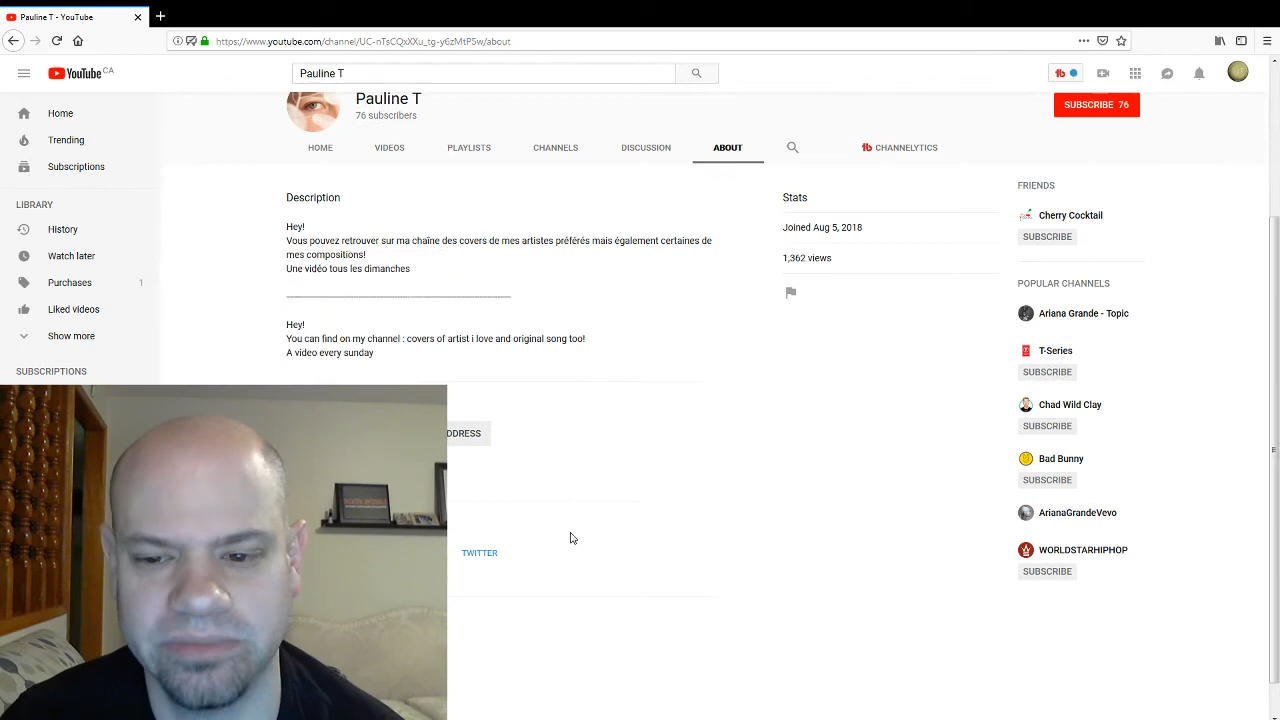 Pauline T - YouTube
https://www.youtube.com/channel/UC-nTsCQxXXu_tg-y6zMtP5w/about
YouTube CA
Pauline T
Home
Trending
Subscriptions
LIBRARY
History
Watch later
Purchases 1
Liked videos
Show more
SUBSCRIPTIONS
Pauline T
76 subscribers
SUBSCRIBE 76
HOME VIDEOS PLAYLISTS CHANNELS DISCUSSION ABOUT CHANNELYTICS
Description
Hey!
Vous pouvez retrouver sur ma chaîne des covers de mes artistes préférés mais également certaines de
mes compositions!
Une vidéo tous les dimanches
Hey!
You can find on my channel : covers of artist i love and original song too!
A video every sunday
DDRESS
TWITTER
Stats
Joined Aug 5, 2018
1,362 views
FRIENDS
Cherry Cocktail
SUBSCRIBE
POPULAR CHANNELS
Ariana Grande - Topic
T-Series
SUBSCRIBE
Chad Wild Clay
SUBSCRIBE
Bad Bunny
SUBSCRIBE
ArianaGrandeVevo
WORLDSTARHIPHOP
SUBSCRIBE